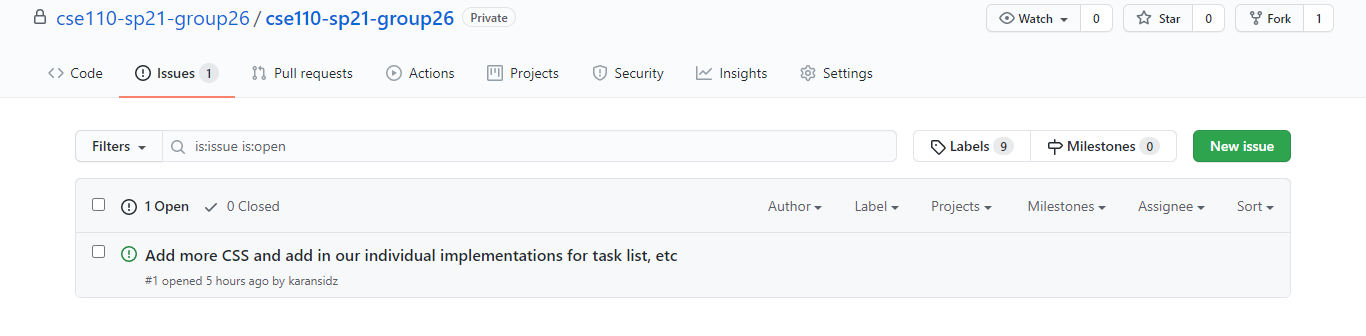 cse110-sp21-group26 / cse110-sp21-group26 Private Watch 0 Star 0 Fork 1
Code Issues 1 Pull requests Actions Projects Security Insights Settings
Filters is:issue is:open Labels 9 Milestones 0 New issue
1 Open 0 Closed Author Label Projects Milestones Assignee Sort
Add more CSS and add in our individual implementations for task list, etc
#1 opened 5 hours ago by karansidz